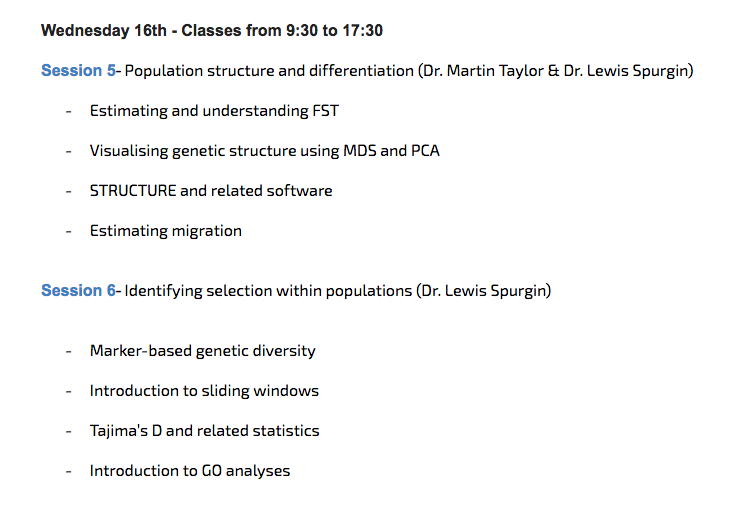 Wednesday 16th - Classes from 9:30 to 17:30
Session 5- Population structure and differentiation (Dr. Martin Taylor & Dr. Lewis Spurgin)
- Estimating and understanding FST
- Visualising genetic structure using MDS and PCA
- STRUCTURE and related software
- Estimating migration
Session 6- Identifying selection within populations (Dr. Lewis Spurgin)
- Marker-based genetic diversity
- Introduction to sliding windows
- Tajima's D and related statistics
- Introduction to GO analyses